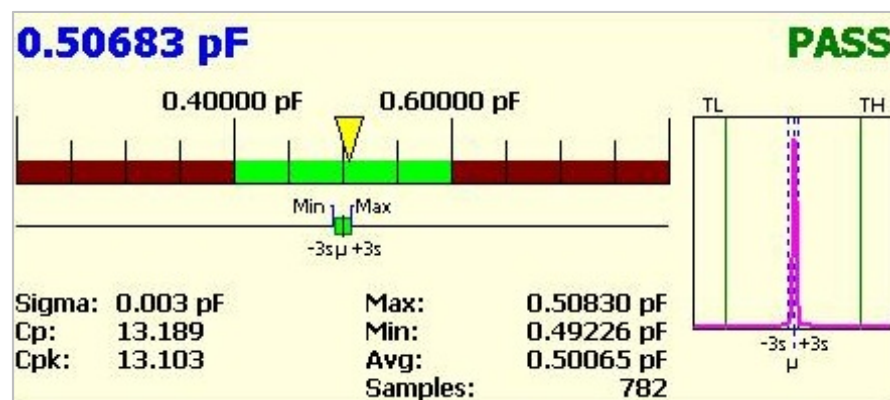 0.50683 pF PASS
0.40000 pF 0.60000 pF
TL TH
Min Max
-3s μ +3s
Sigma: 0.003 pF Max: 0.50830 pF
Cp: 13.189 Min: 0.49226 pF
Cpk: 13.103 Avg: 0.50065 pF
Samples: 782
-3s +3s
μ